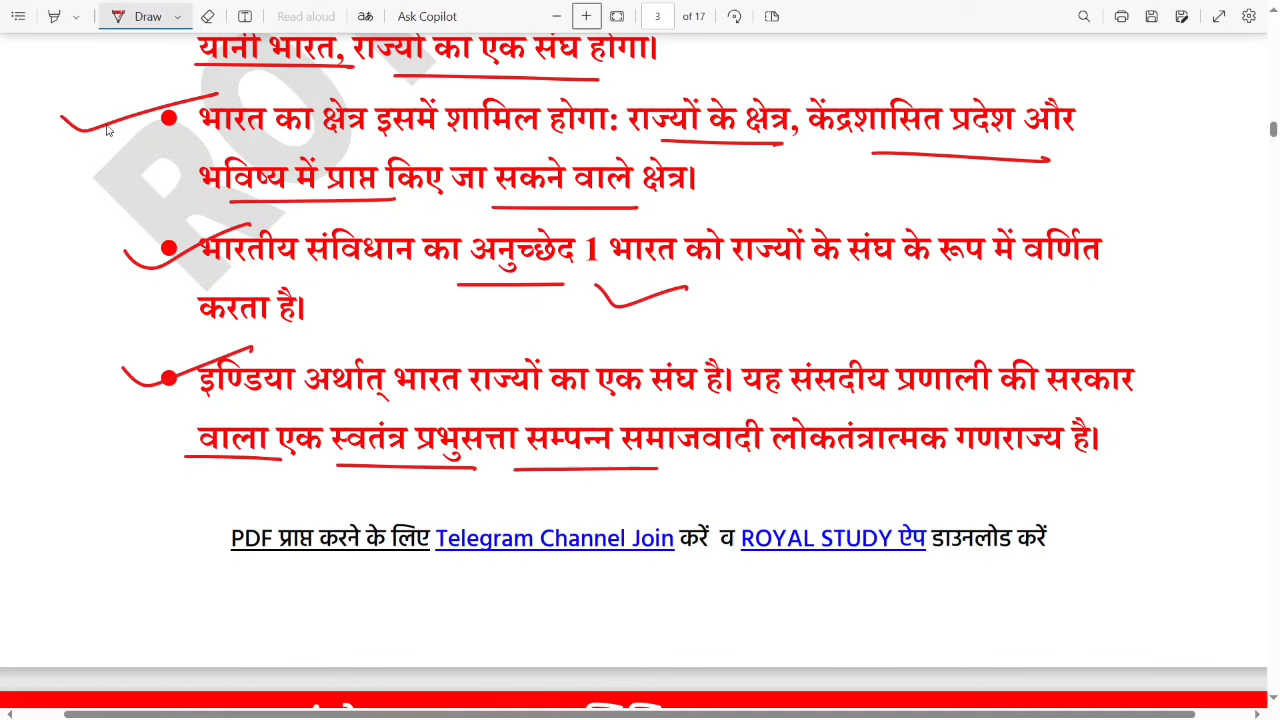 Draw
Read aloud
aあ
Ask Copilot
3
of 17
यानी भारत, राज्यों का एक संघ होगा।
भारत का क्षेत्र इसमें शामिल होगा: राज्यों के क्षेत्र, केंद्रशासित प्रदेश और
भविष्य में प्राप्त किए जा सकने वाले क्षेत्र।
भारतीय संविधान का अनुच्छेद 1 भारत को राज्यों के संघ के रूप में वर्णित
करता है।
इण्डिया अर्थात् भारत राज्यों का एक संघ है। यह संसदीय प्रणाली की सरकार
वाला एक स्वतंत्र प्रभुसत्ता सम्पन्न समाजवादी लोकतंत्रात्मक गणराज्य है।
PDF प्राप्त करने के लिए Telegram Channel Join करें व ROYAL STUDY ऐप डाउनलोड करें